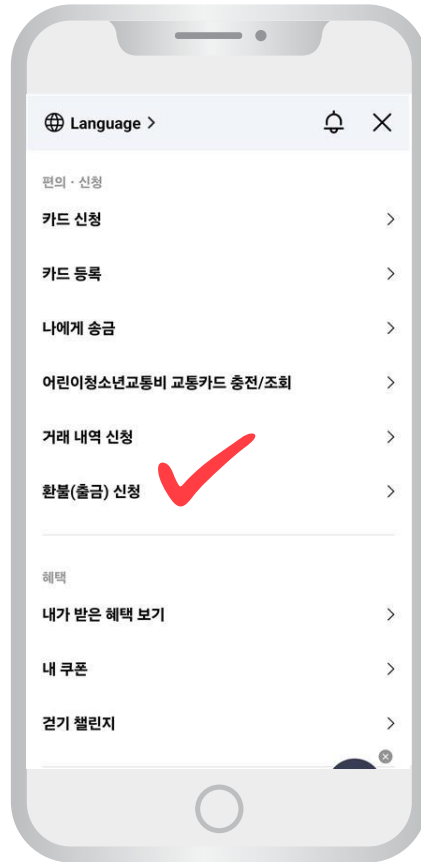 Language >
편의 · 신청
카드 신청
카드 등록
나에게 송금
어린이청소년교통비 교통카드 충전/조회
거래 내역 신청
환불(출금) 신청
혜택
내가 받은 혜택 보기
내 쿠폰
걷기 챌린지